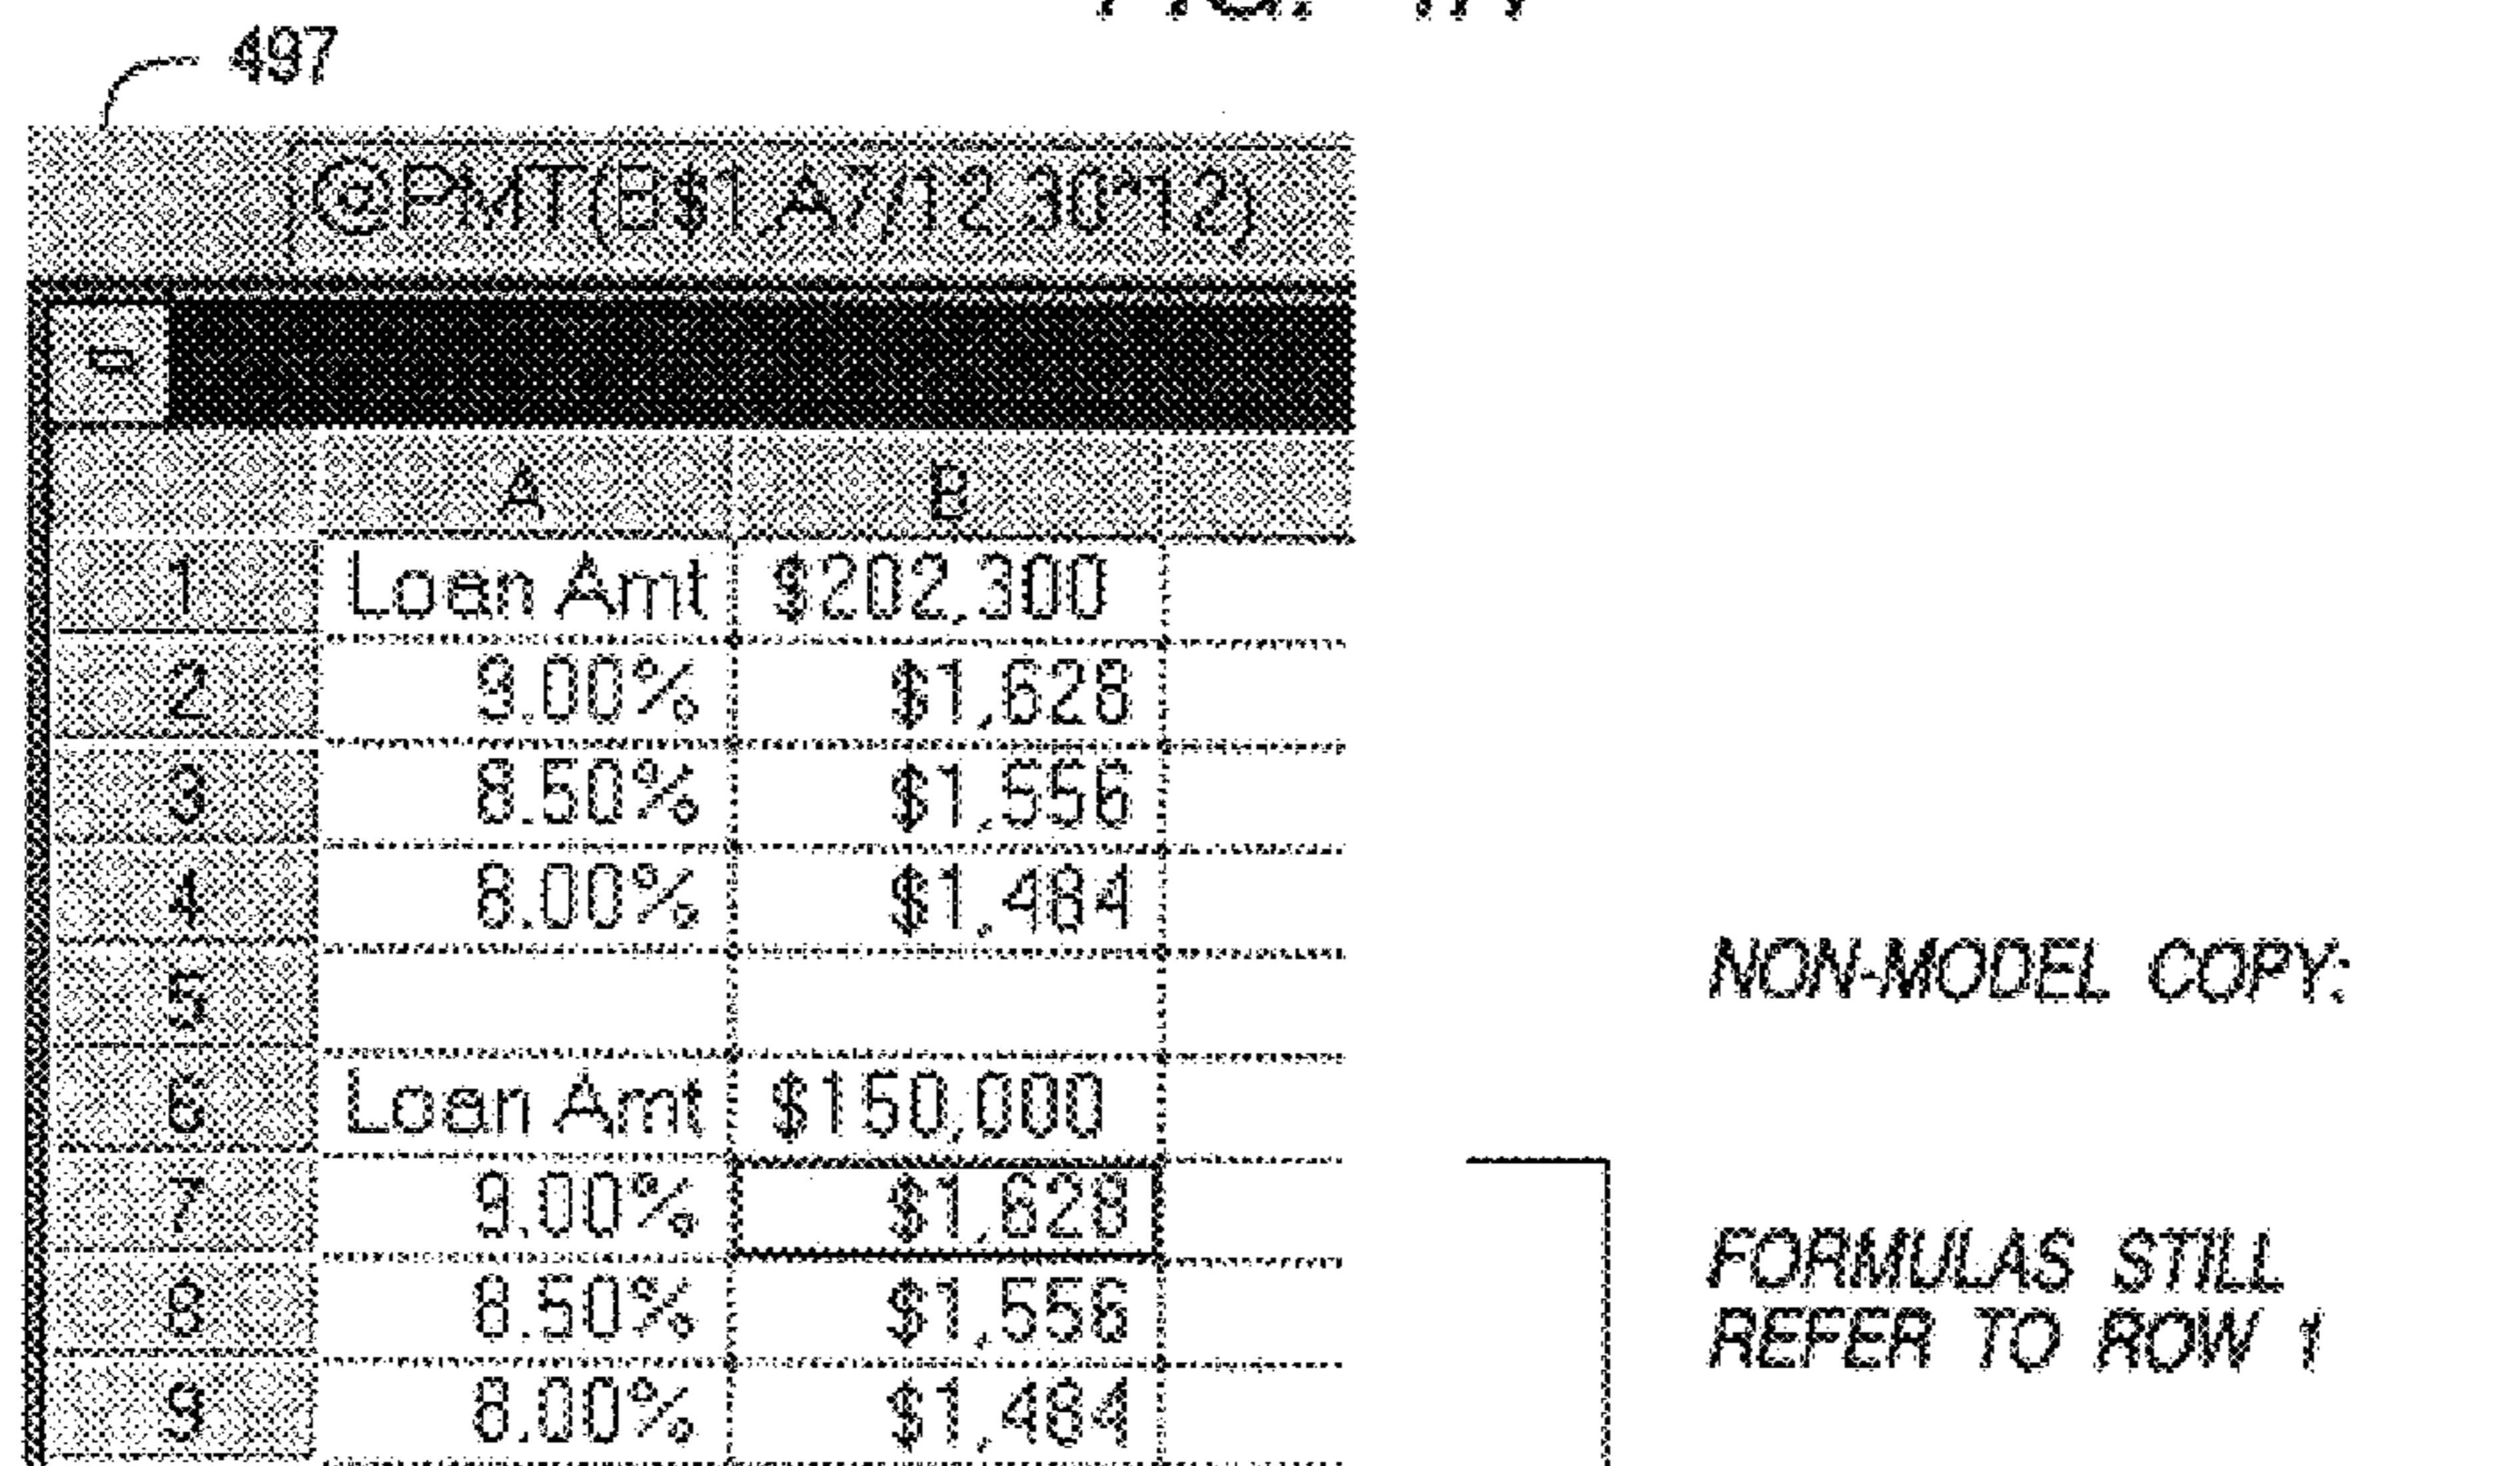 497
@PMT(B$1,A7/12,30*12)
A B
1 Loan Amt $202,300
2 9.00% $1,628
3 8.50% $1,556
4 8.00% $1,484
5
6 Loan Amt $150,000
7 9.00% $1,628
8 8.50% $1,556
9 8.00% $1,484
NON-MODEL COPY:
FORMULAS STILL
REFER TO ROW 1